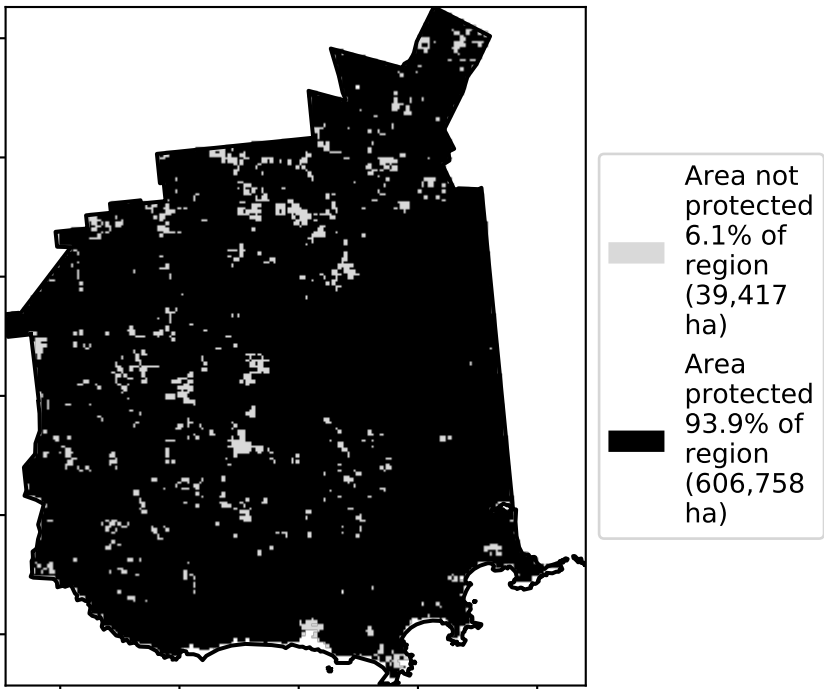 Area not
protected
6.1% of
region
(39,417
ha)
Area
protected
93.9% of
region
(606,758
ha)